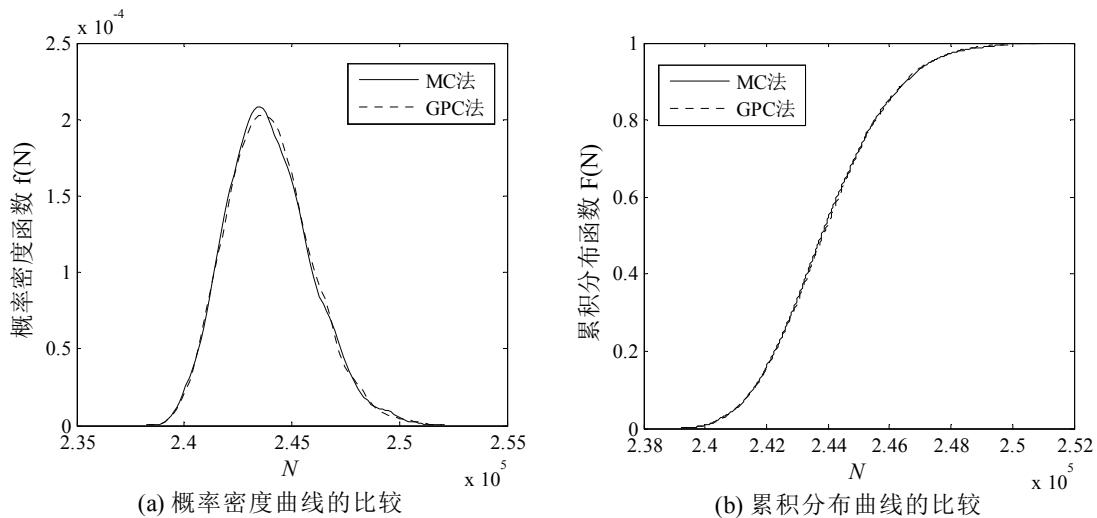 x 10⁻⁴
2.5
2
1.5
1
0.5
0
概率密度函数 f(N)
MC法
GPC法
2.35
2.4
2.45
2.5
2.55
N
x 10⁵
(a) 概率密度曲线的比较
1
0.8
0.6
0.4
0.2
0
累积分布函数 F(N)
MC法
GPC法
2.38
2.4
2.42
2.44
2.46
2.48
2.5
2.52
N
x 10⁵
(b) 累积分布曲线的比较